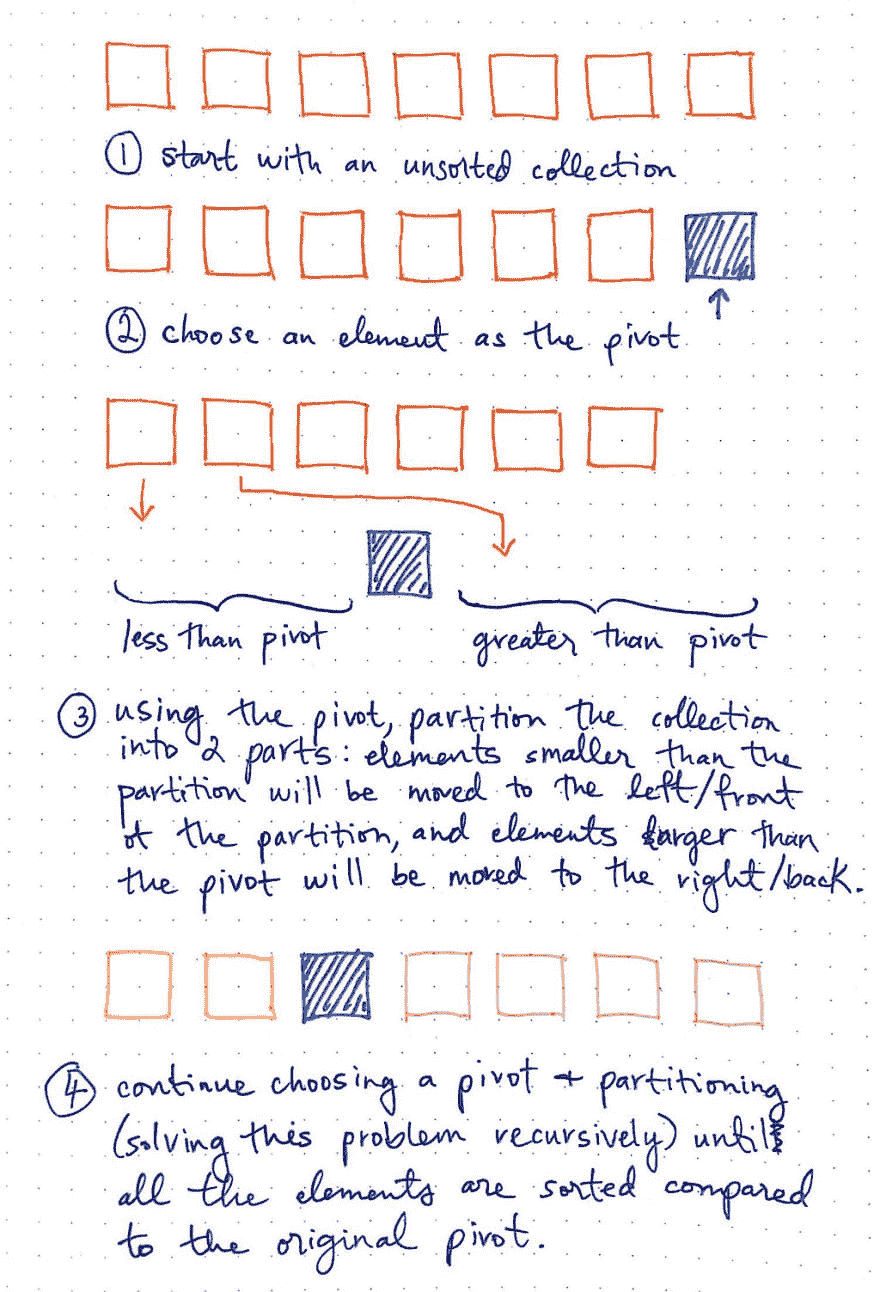 ① start with an unsorted collection
② choose an element as the pivot
less than pivot
greater than pivot
③ using the pivot, partition the collection
into 2 parts: elements smaller than the
partition will be moved to the left/front
of the partition, and elements larger than
the pivot will be moved to the right/back.
④ continue choosing a pivot + partitioning
(solving this problem recursively) until
all the elements are sorted compared
to the original pivot.